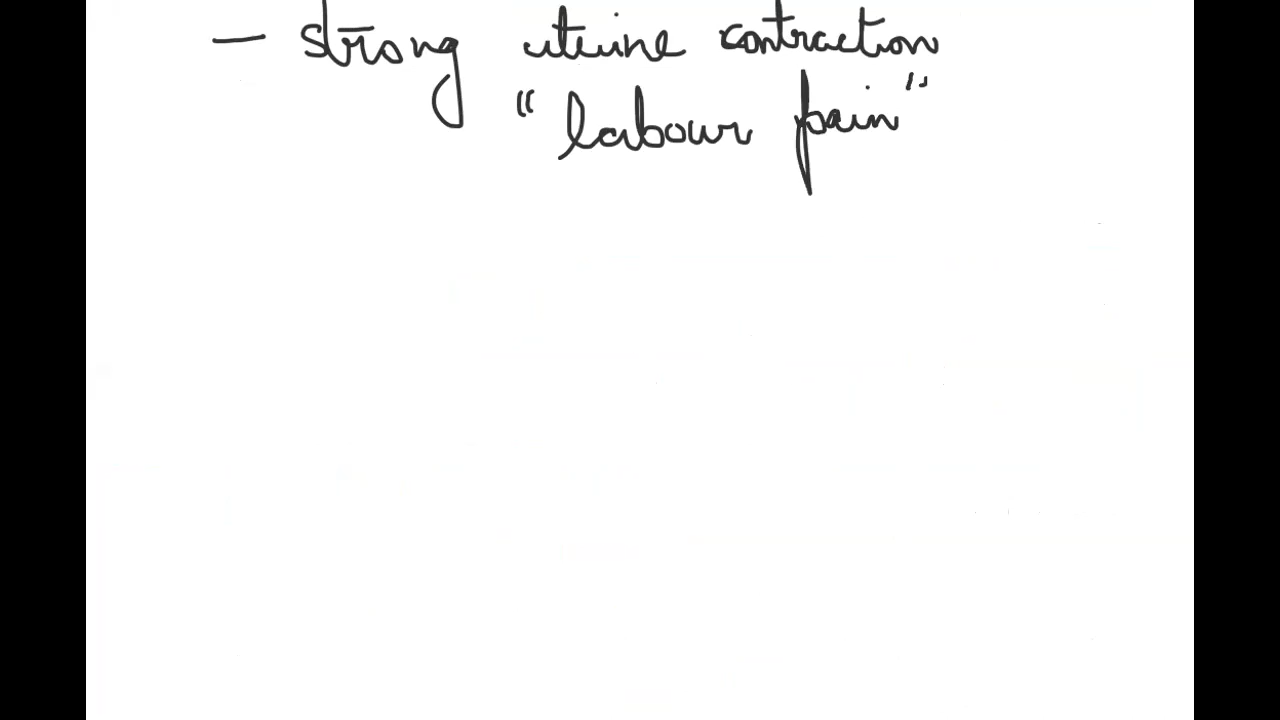 — strong uterine contraction
"labour pain"